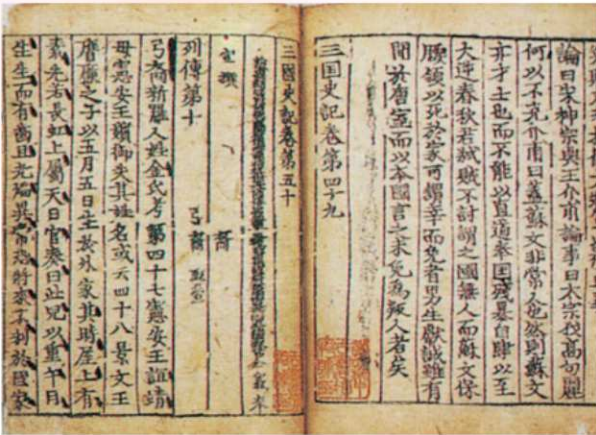 論曰宋神宗與王介甫論事曰太宗伐高句麗
何以不克介甫曰蓋蘇文非常人也然則蘇文
亦才士也而不能以直道奉國殘暴自肆以至
大逆春秋君弑賊不討謂之國無人而蘇文保
腰領以死於家可謂幸而免者男生獻誠雖有
聞於唐室而以本國言之未免爲叛人者矣
三国史記卷第四十九
三國史記卷第五十
宣撰
列傳第十
弓裔 甄萱
弓裔新羅人姓金氏考第四十七憲安王誼靖
母憲安王嬪御失其姓名或云四十八景文王
膺廉之子以五月五日生於外家其時屋上有
素光若長虹上屬天日官奏曰此兒以重午日
生生而有齒且光焰異常恐將來不利於國家